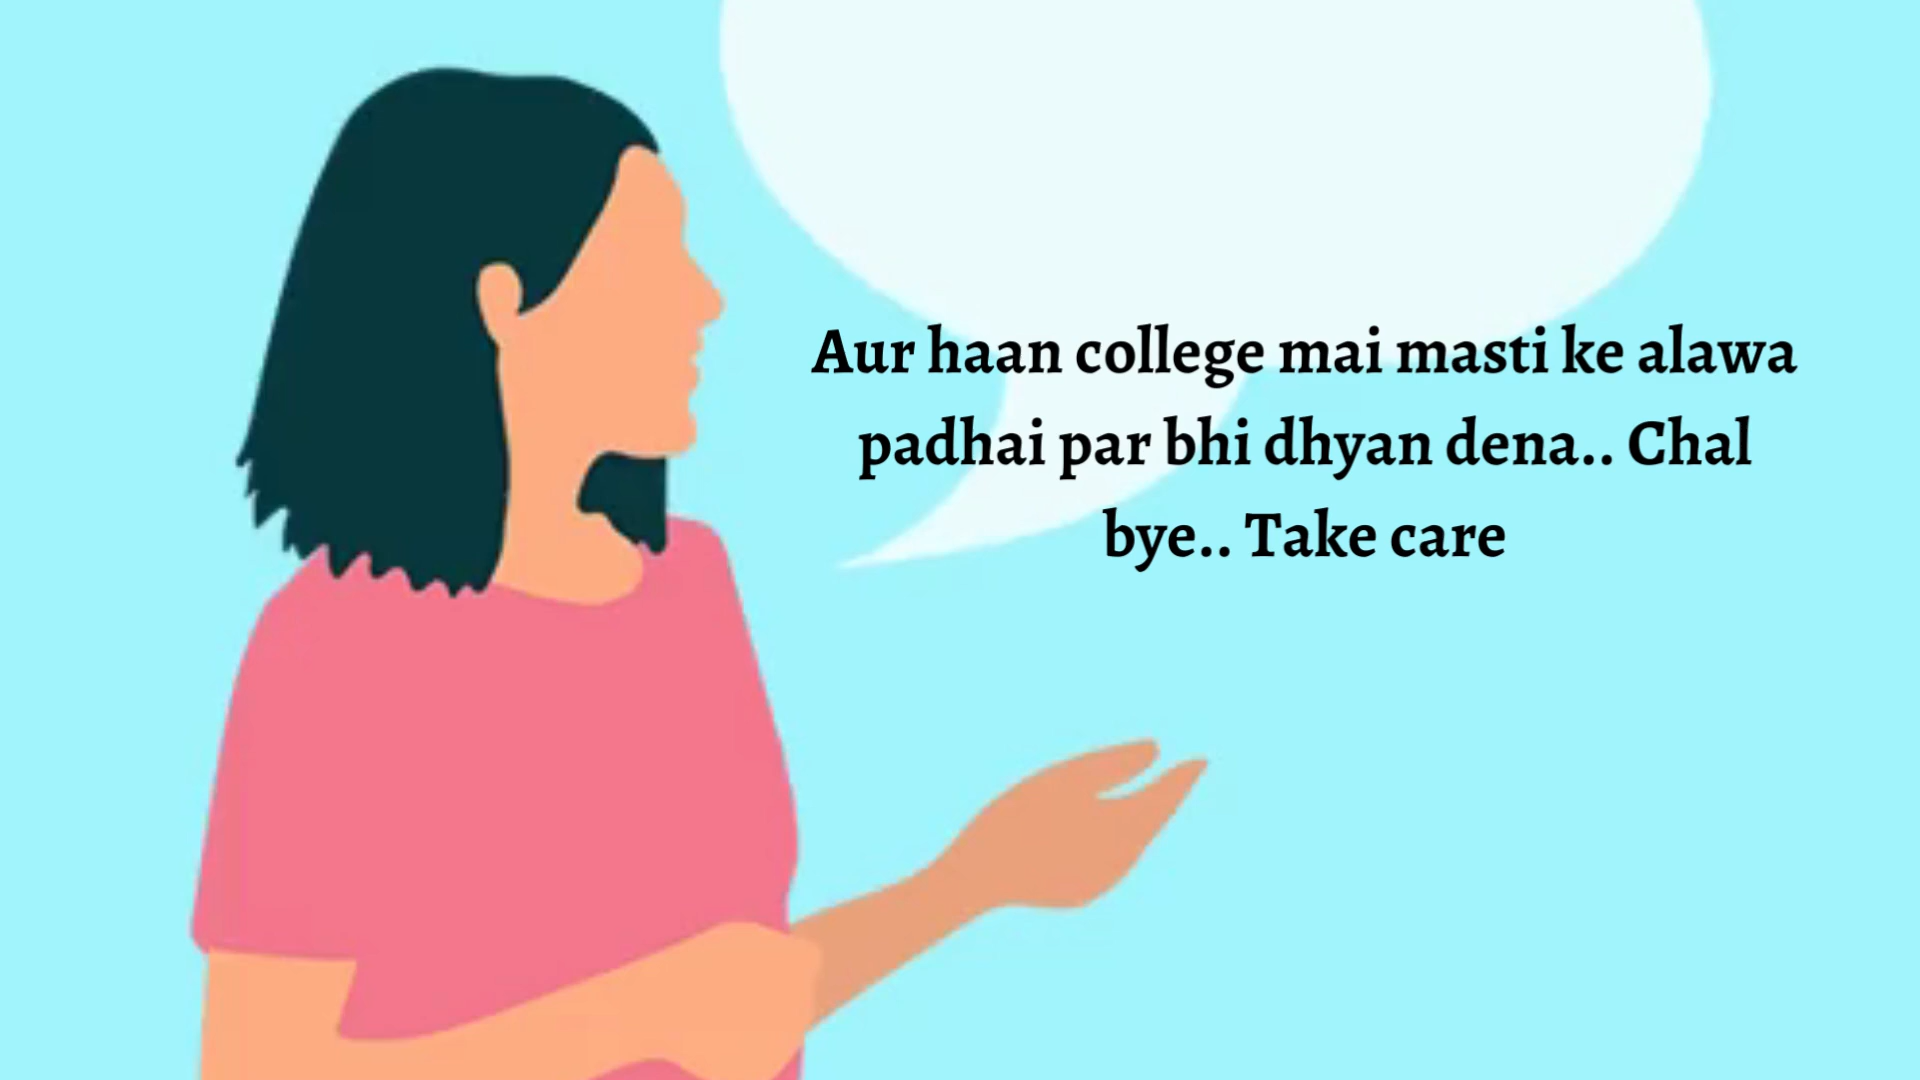 Aur haan college mai masti ke alawa
padhai par bhi dhyan dena.. Chal
bye.. Take care